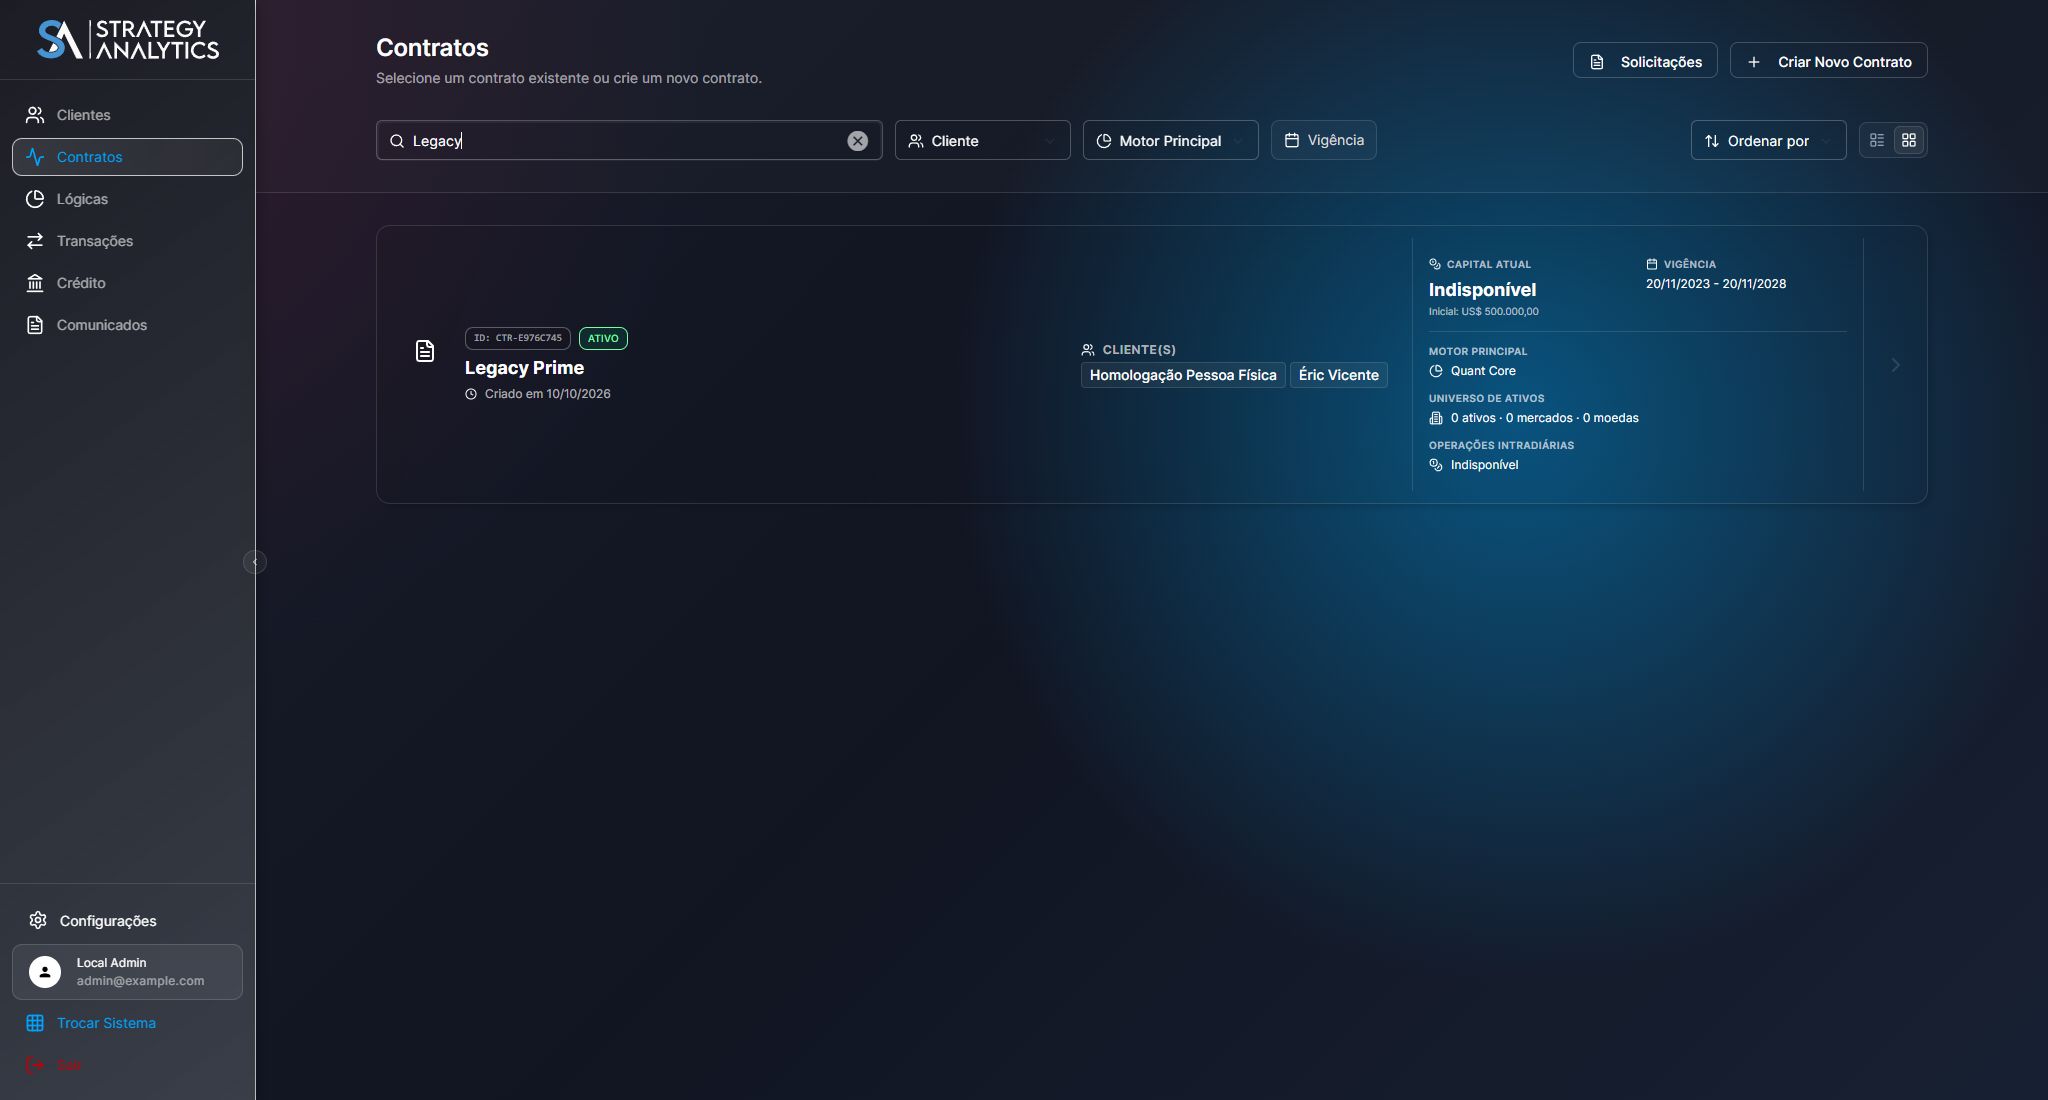 STRATEGY
ANALYTICS
Clientes
Contratos
Lógicas
Transações
Crédito
Comunicados
Configurações
Local Admin
admin@example.com
Trocar Sistema
Sair
Contratos
Selecione um contrato existente ou crie um novo contrato.
Solicitações
Criar Novo Contrato
Legacy
Cliente
Motor Principal
Vigência
Ordenar por
ID: CTR-E976C745
ATIVO
Legacy Prime
Criado em 10/10/2026
CLIENTE(S)
Homologação Pessoa Física
Éric Vicente
CAPITAL ATUAL
Indisponível
Inicial: US$ 500.000,00
VIGÊNCIA
20/11/2023 - 20/11/2028
MOTOR PRINCIPAL
Quant Core
UNIVERSO DE ATIVOS
0 ativos · 0 mercados · 0 moedas
OPERAÇÕES INTRADIÁRIAS
Indisponível